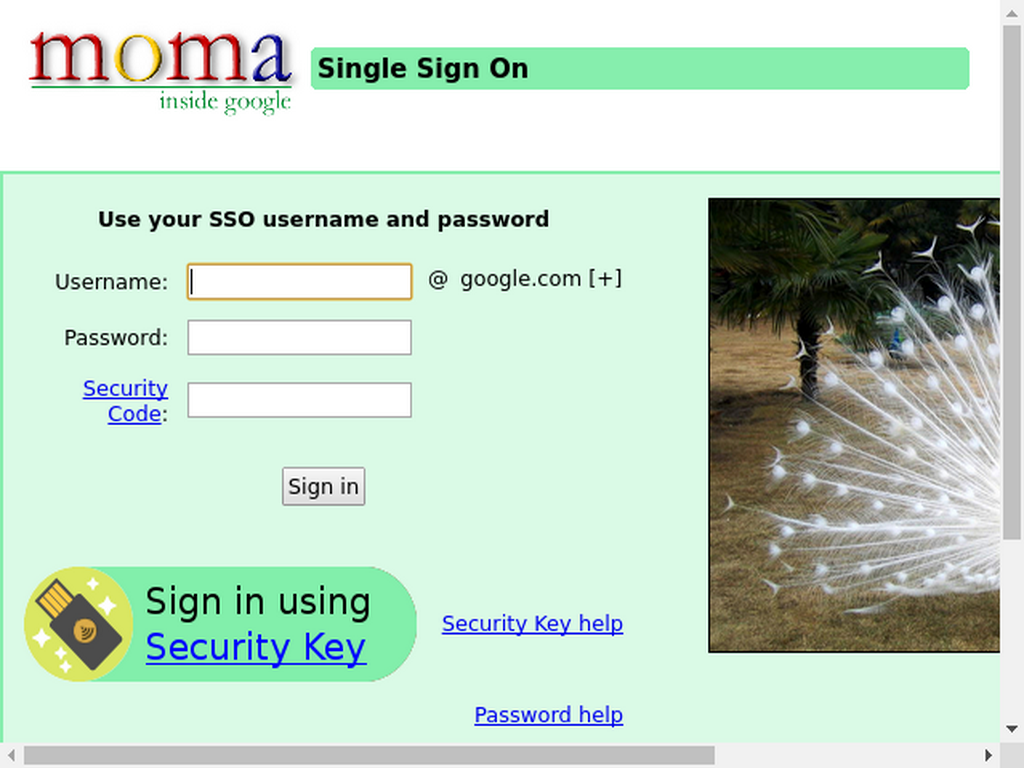 moma
inside google
Single Sign On
Use your SSO username and password
Username:
@ google.com [+]
Password:
Security
Code:
Sign in
Sign in using
Security Key
Security Key help
Password help